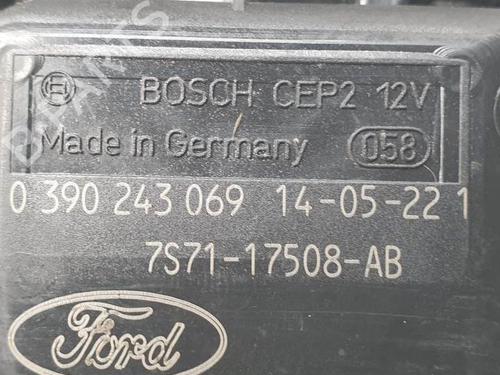 BOSCH CEP2 12V
Made in Germany 058
0 390 243 069 14-05-22 1
7S71-17508-AB
Ford